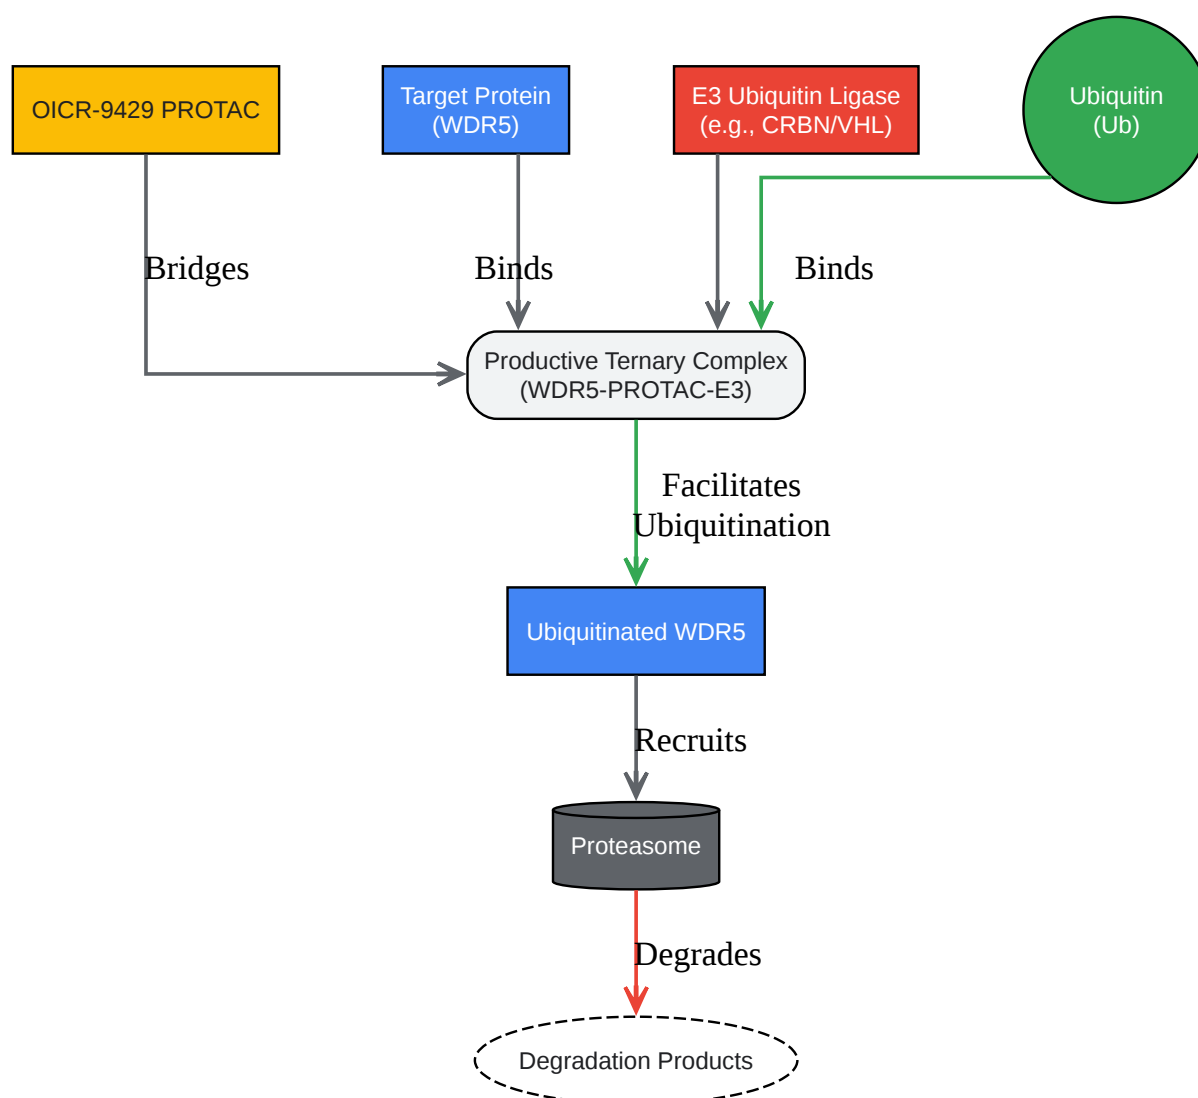 OICR-9429 PROTAC
Target Protein
(WDR5)
E3 Ubiquitin Ligase
(e.g., CRBN/VHL)
Ubiquitin
(Ub)
Bridges
Binds
Binds
Productive Ternary Complex
(WDR5-PROTAC-E3)
Facilitates
Ubiquitination
Ubiquitinated WDR5
Recruits
Proteasome
Degrades
Degradation Products